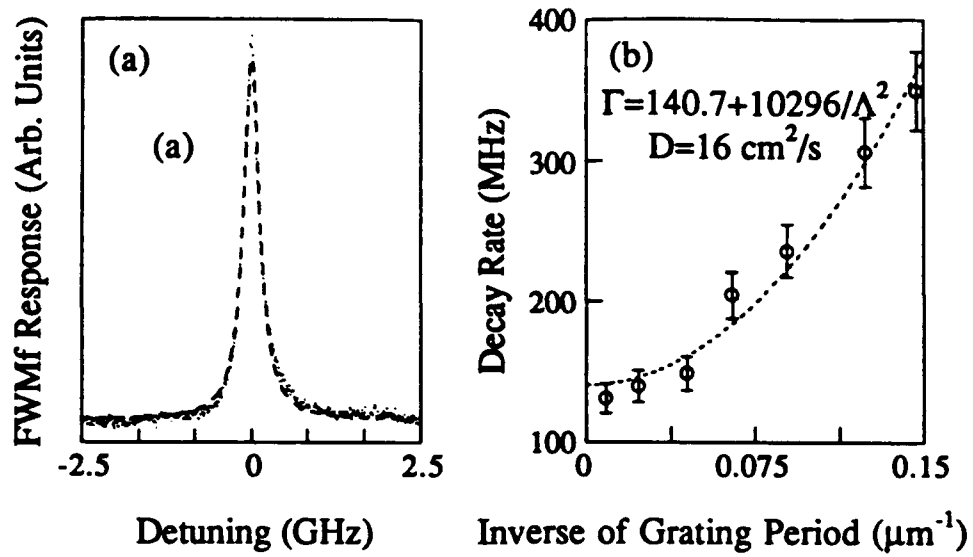 FWMf Response (Arb. Units)
(a)
(a)
-2.5
0
2.5
Detuning (GHz)
Decay Rate (MHz)
400
300
200
100
(b)
Γ=140.7+10296/Λ²
D=16 cm²/s
0
0.075
0.15
Inverse of Grating Period (μm⁻¹)